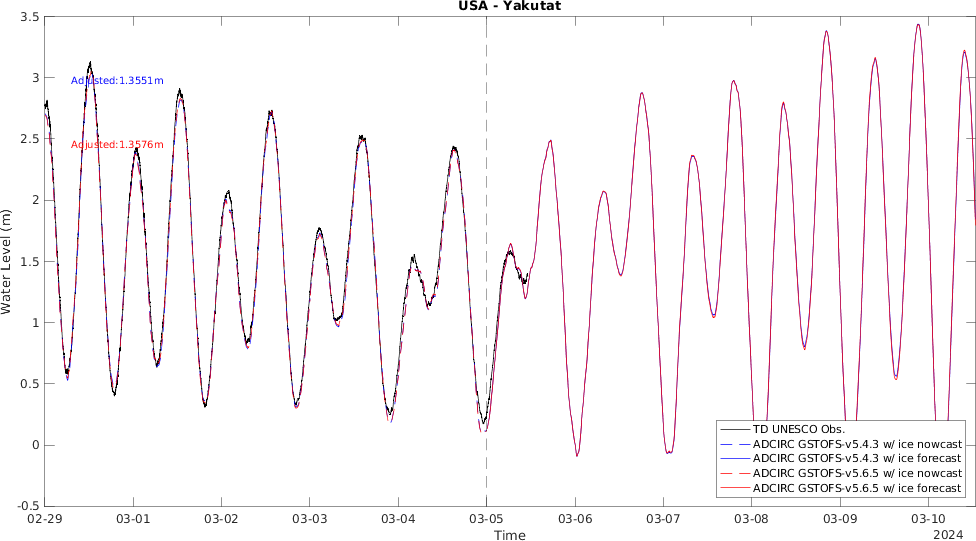 USA - Yakutat
3.5
3
2.5
2
1.5
1
0.5
0
-0.5
Water Level (m)
Adjusted:1.3551m
Adjusted:1.3576m
TD UNESCO Obs.
ADCIRC GSTOFS-v5.4.3 w/ ice nowcast
ADCIRC GSTOFS-v5.4.3 w/ ice forecast
ADCIRC GSTOFS-v5.6.5 w/ ice nowcast
ADCIRC GSTOFS-v5.6.5 w/ ice forecast
02-29 03-01 03-02 03-03 03-04 03-05 03-06 03-07 03-08 03-09 03-10
Time
2024